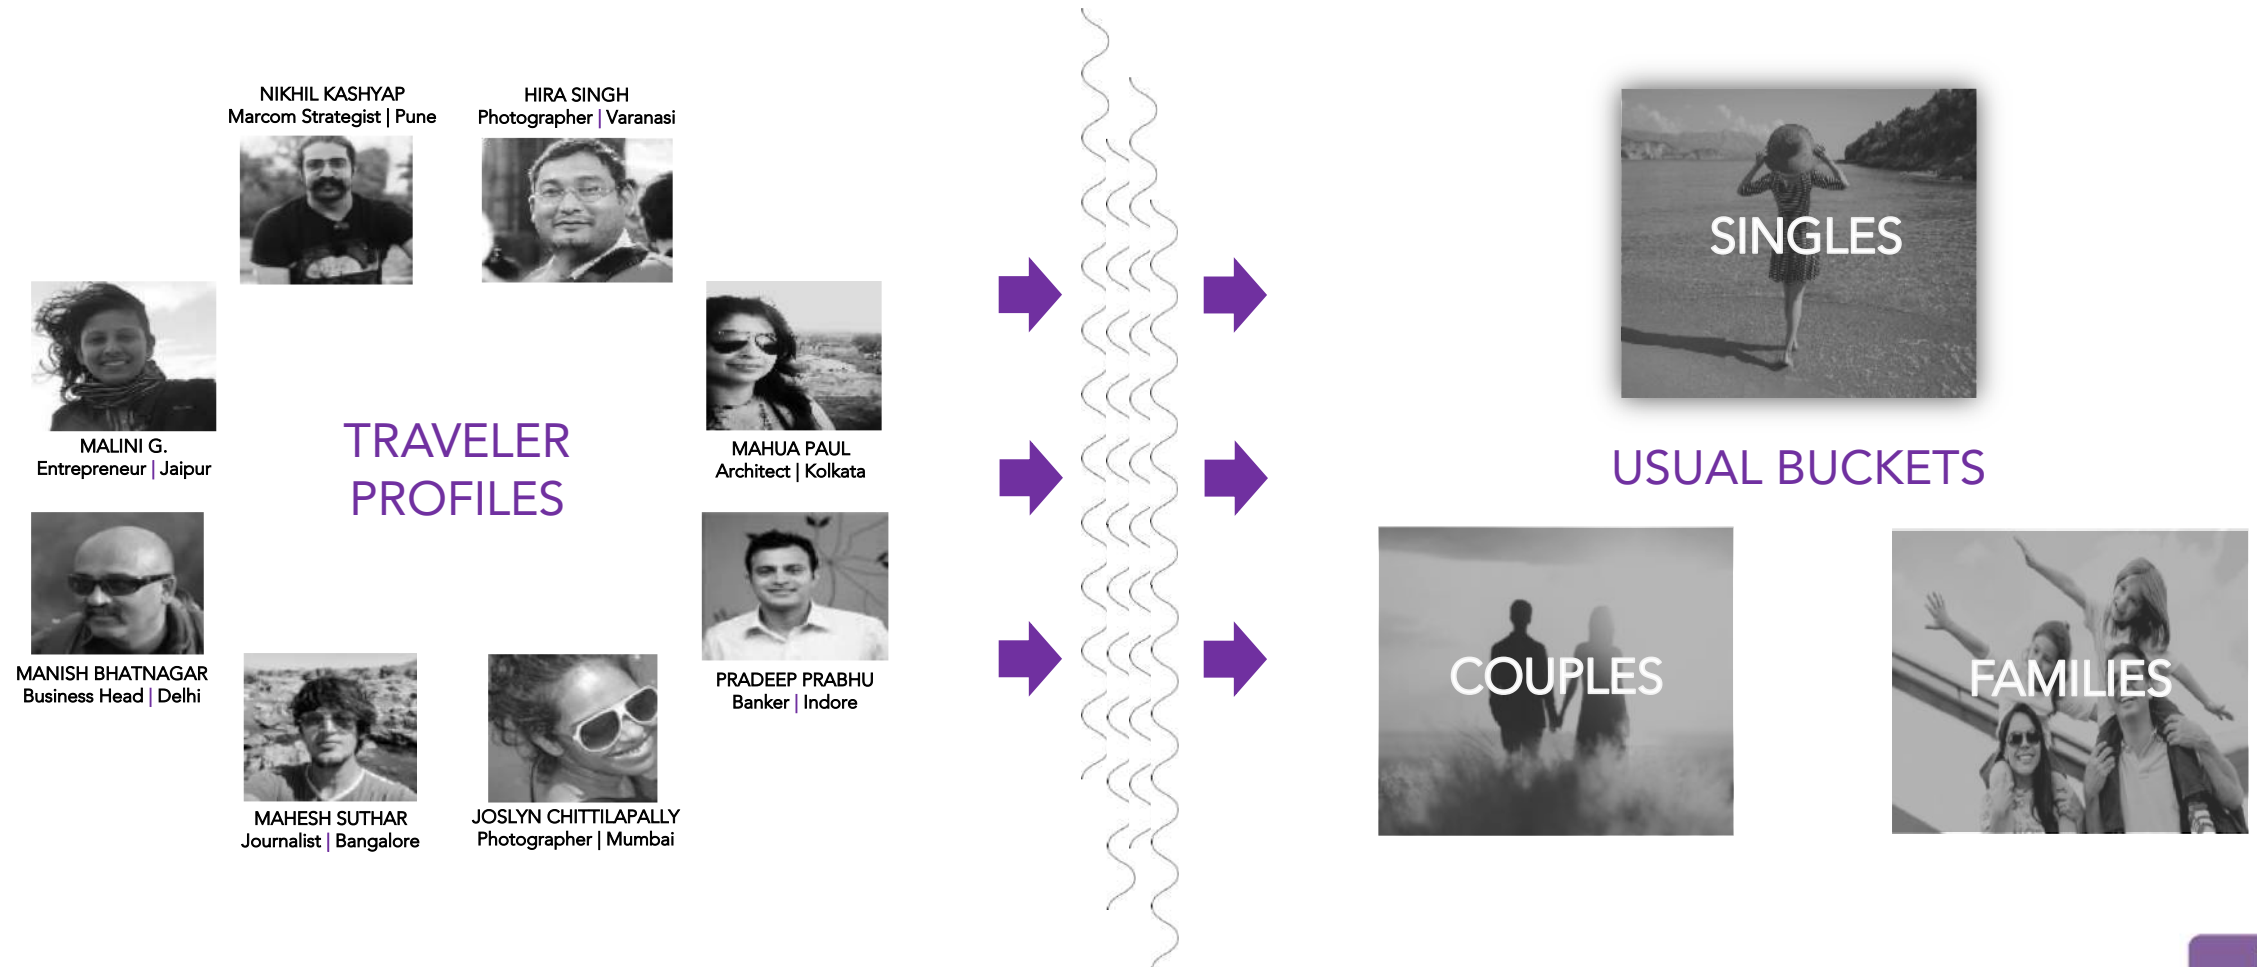 NIKHIL KASHYAP
Marcom Strategist | Pune
HIRA SINGH
Photographer | Varanasi
MALINI G.
Entrepreneur | Jaipur
TRAVELER
PROFILES
MAHUA PAUL
Architect | Kolkata
MANISH BHATNAGAR
Business Head | Delhi
PRADEEP PRABHU
Banker | Indore
MAHESH SUTHAR
Journalist | Bangalore
JOSLYN CHITTILAPALLY
Photographer | Mumbai
SINGLES
USUAL BUCKETS
COUPLES
FAMILIES